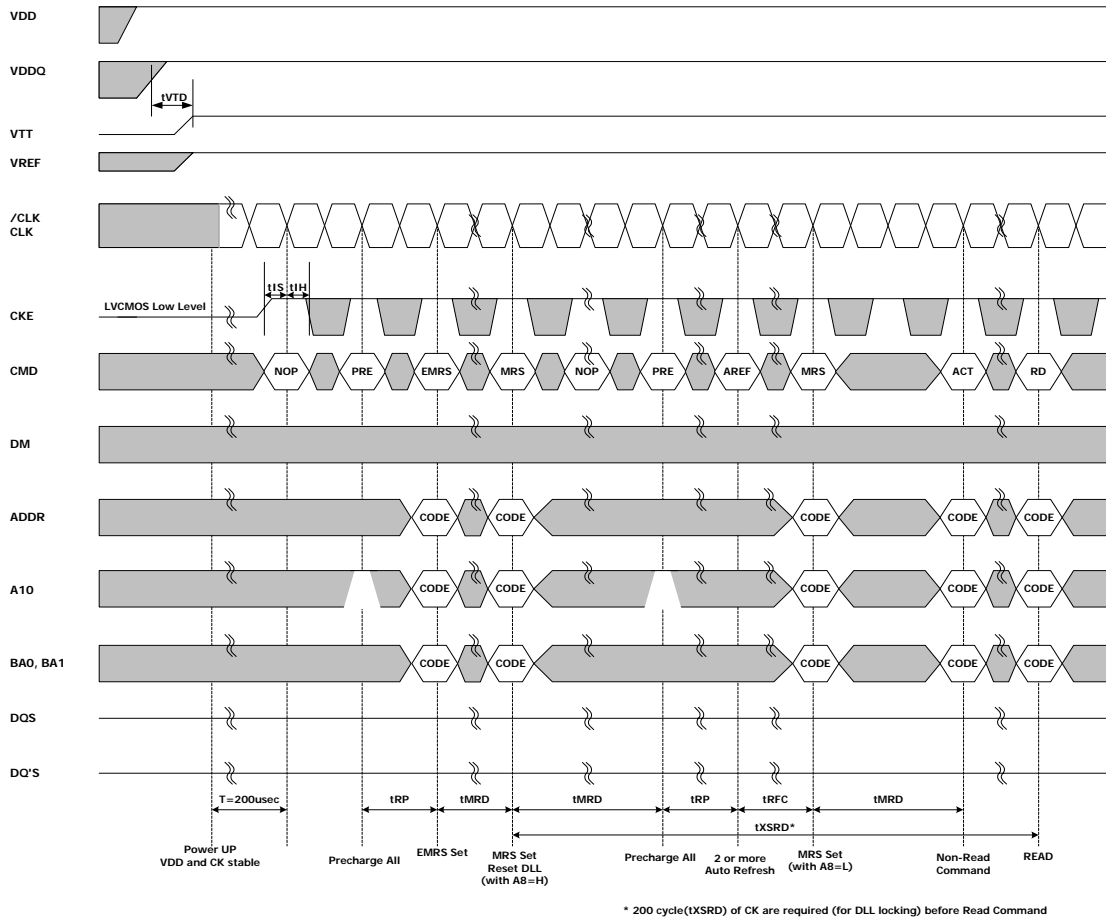 VDD
VDDQ
tVTD
VTT
VREF
/CLK
CLK
tIS tIH
LVCMOS Low Level
CKE
CMD NOP PRE EMRS MRS NOP PRE AREF MRS ACT RD
DM
ADDR CODE CODE CODE CODE CODE
A10 CODE CODE CODE CODE CODE
BA0, BA1 CODE CODE CODE CODE CODE
DQS
DQ'S
T=200usec tRP tMRD tMRD tRP tRFC tMRD
tXSRD*
Power UP
VDD and CK stable
Precharge All
EMRS Set
MRS Set
Reset DLL
(with A8=H)
Precharge All
2 or more
Auto Refresh
MRS Set
(with A8=L)
Non-Read
Command
READ
* 200 cycle(tXSRD) of CK are required (for DLL locking) before Read Command